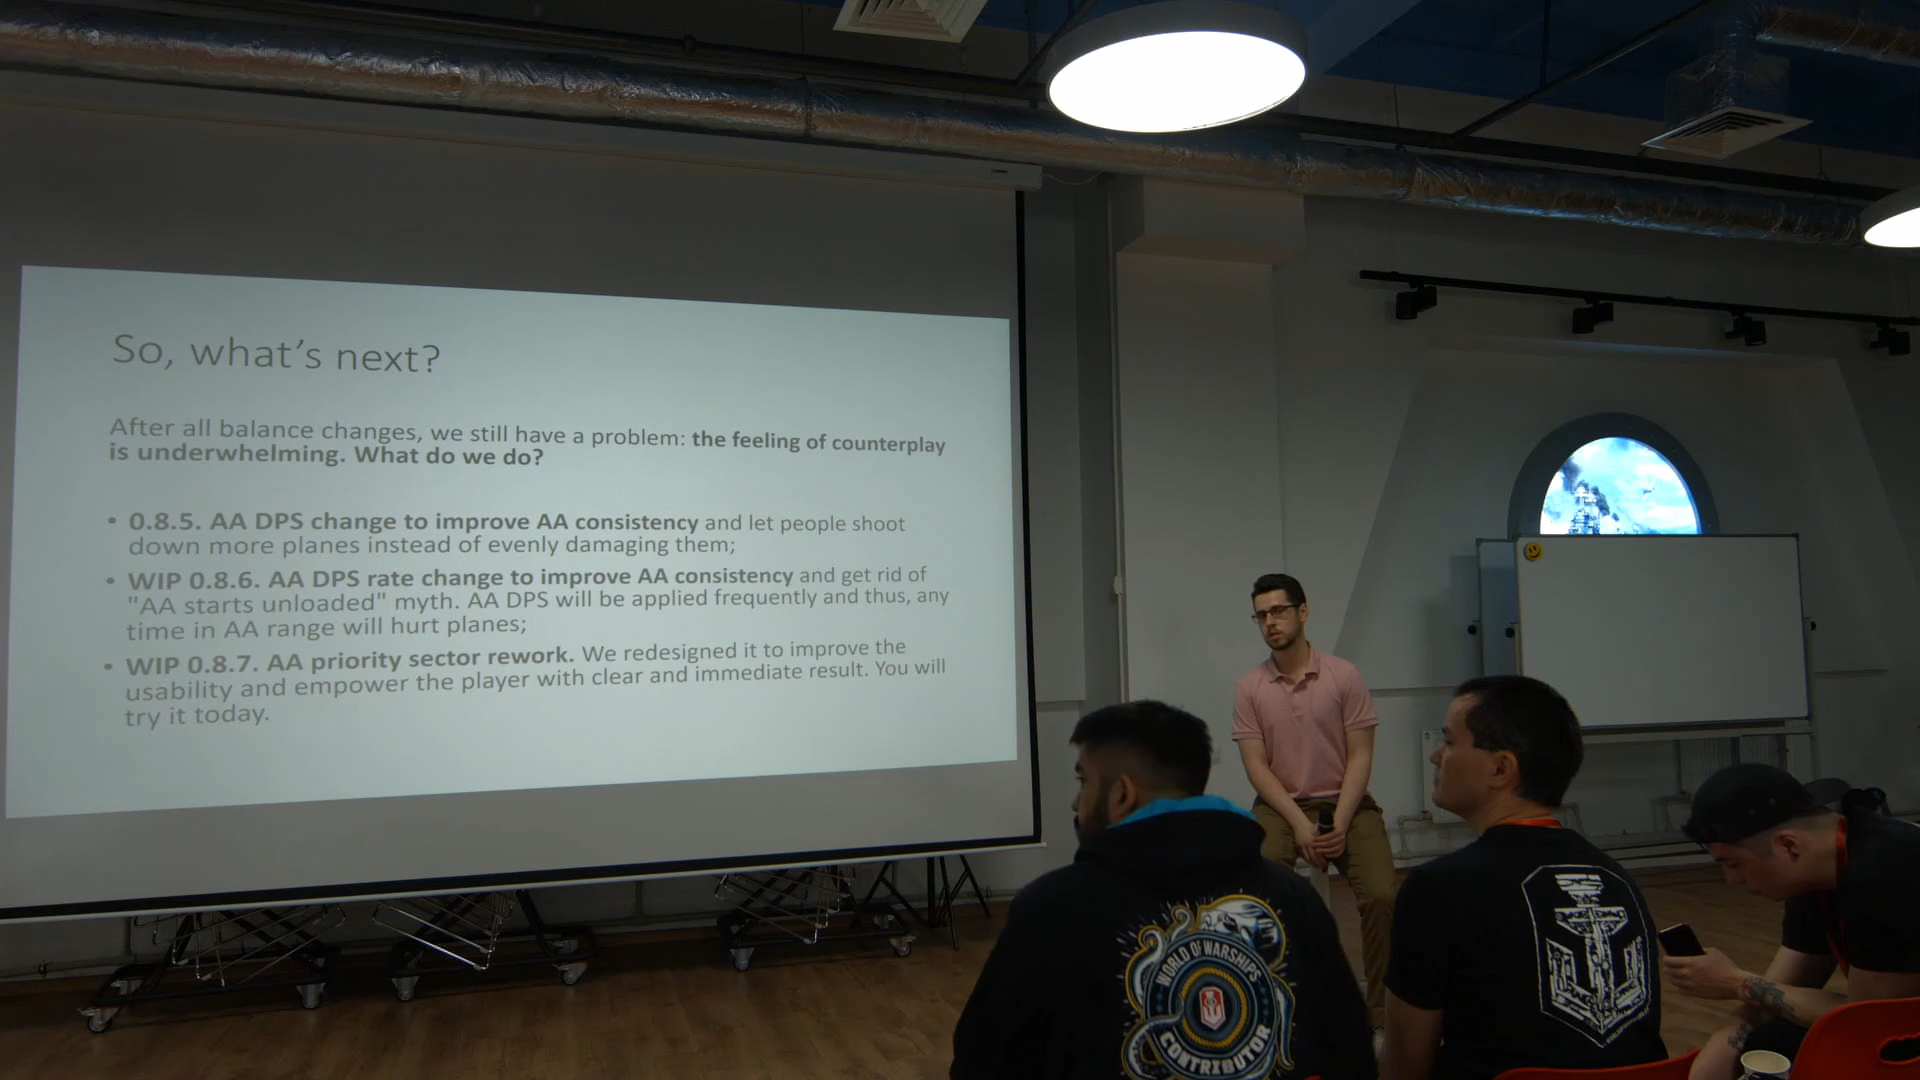 So, what's next?
After all balance changes, we still have a problem: the feeling of counterplay
is underwhelming. What do we do?
• 0.8.5. AA DPS change to improve AA consistency and let people shoot
down more planes instead of evenly damaging them;
• WIP 0.8.6. AA DPS rate change to improve AA consistency and get rid of
"AA starts unloaded" myth. AA DPS will be applied frequently and thus, any
time in AA range will hurt planes;
• WIP 0.8.7. AA priority sector rework. We redesigned it to improve the
usability and empower the player with clear and immediate result. You will
try it today.
WORLD OF WARSHIPS
CONTRIBUTOR